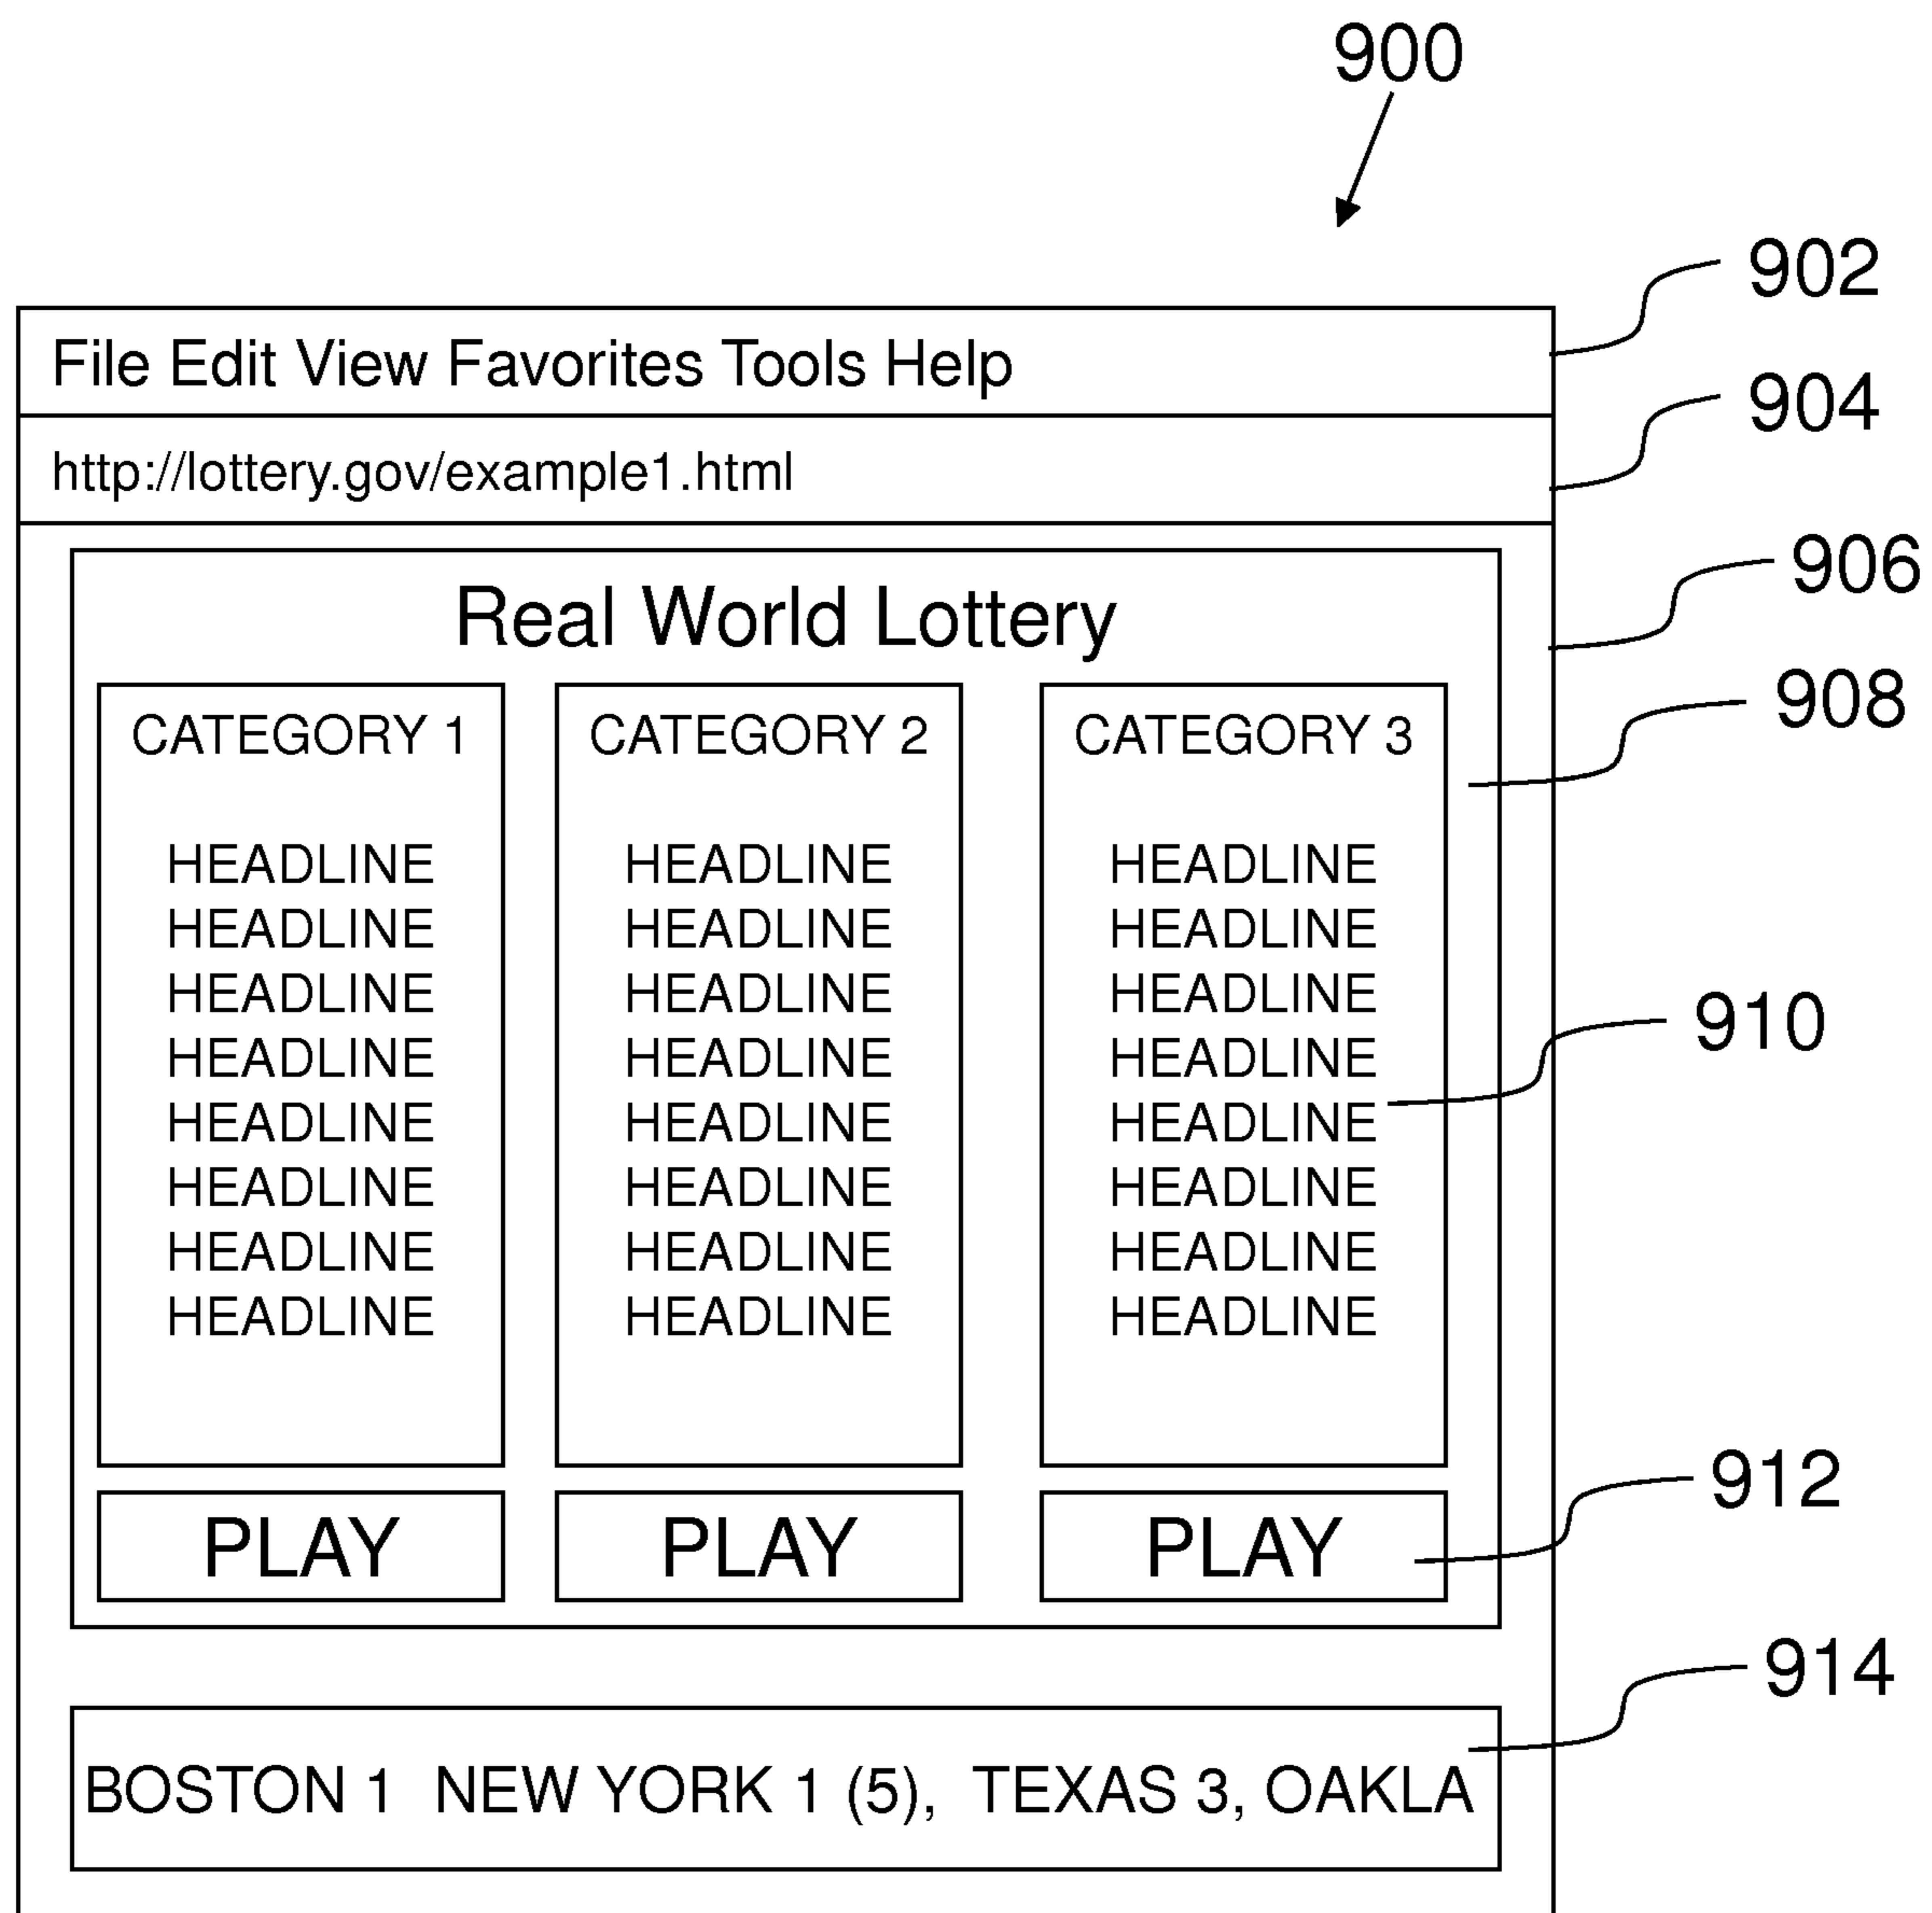 900
902
File Edit View Favorites Tools Help
904
http://lottery.gov/example1.html
906
Real World Lottery
908
CATEGORY 1 CATEGORY 2 CATEGORY 3
HEADLINE HEADLINE HEADLINE
HEADLINE HEADLINE HEADLINE
HEADLINE HEADLINE HEADLINE
910
HEADLINE HEADLINE HEADLINE
HEADLINE HEADLINE HEADLINE
HEADLINE HEADLINE HEADLINE
HEADLINE HEADLINE HEADLINE
HEADLINE HEADLINE HEADLINE
912
PLAY PLAY PLAY
914
BOSTON 1 NEW YORK 1 (5), TEXAS 3, OAKLA